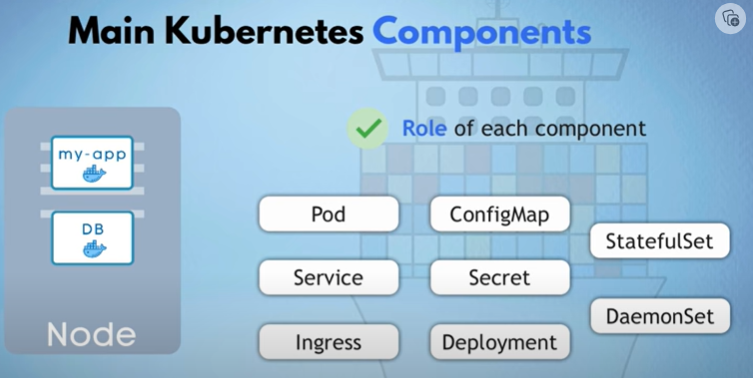 Main Kubernetes Components
Role of each component
my-app
DB
Node
Pod
ConfigMap
StatefulSet
Service
Secret
DaemonSet
Ingress
Deployment